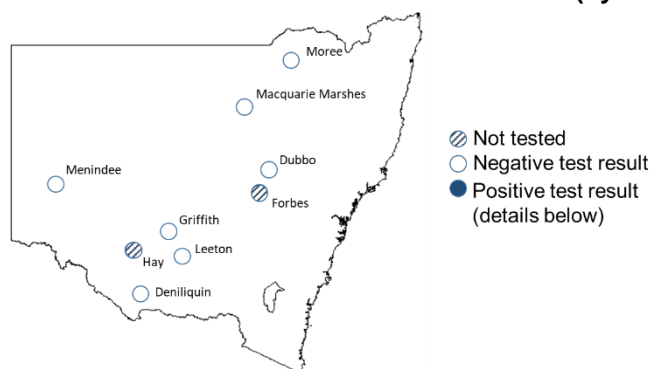 Moree
Macquarie Marshes
Dubbo
Menindee
Forbes
Griffith
Leeton
Hay
Deniliquin
Not tested
Negative test result
Positive test result
(details below)